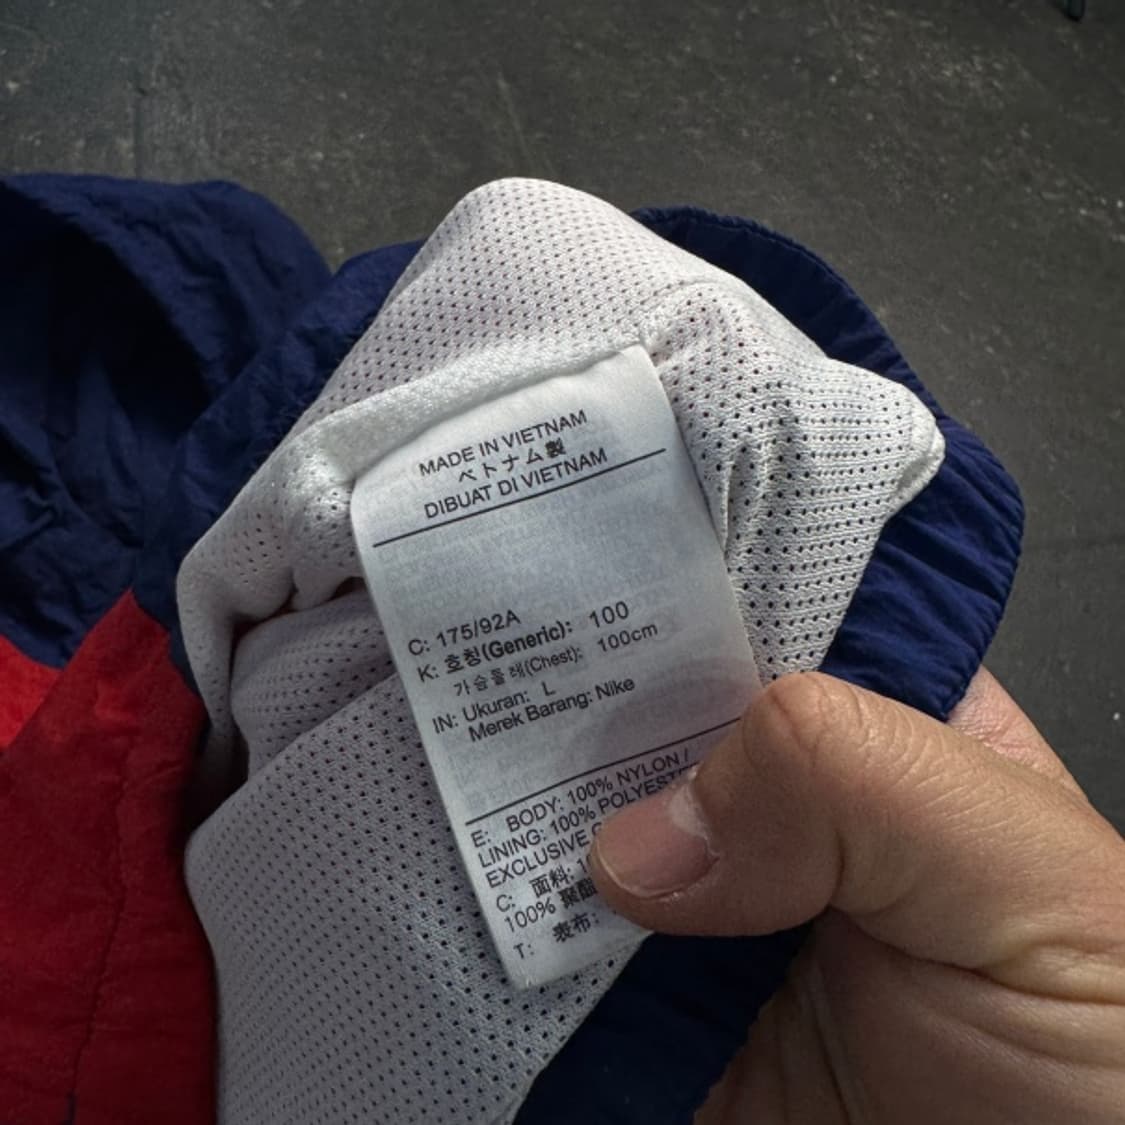 MADE IN VIETNAM
ベトナム製
DIBUAT DI VIETNAM
C: 175/92A
K: 호칭(Generic): 100
가슴둘레(Chest): 100cm
IN: Ukuran: L
Merek Barang: Nike
E: BODY: 100% NYLON /
LINING: 100%
EXCLUSIVE
C: 面料:
100%
T: 表布: